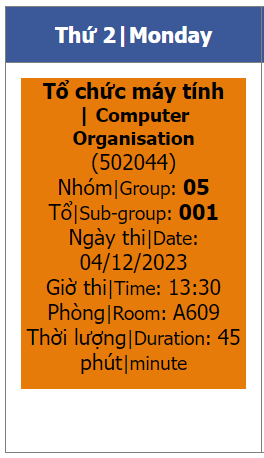 Thứ 2|Monday
Tổ chức máy tính
| Computer
Organisation
(502044)
Nhóm|Group: 05
Tổ|Sub-group: 001
Ngày thi|Date:
04/12/2023
Giờ thi|Time: 13:30
Phòng|Room: A609
Thời lượng|Duration: 45
phút|minute